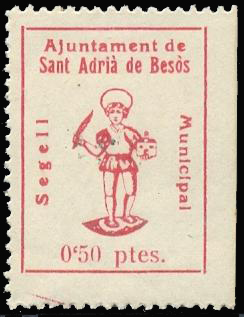 Ajuntament de
Sant Adrià de Besòs
Segell
Municipal
0'50 ptes.